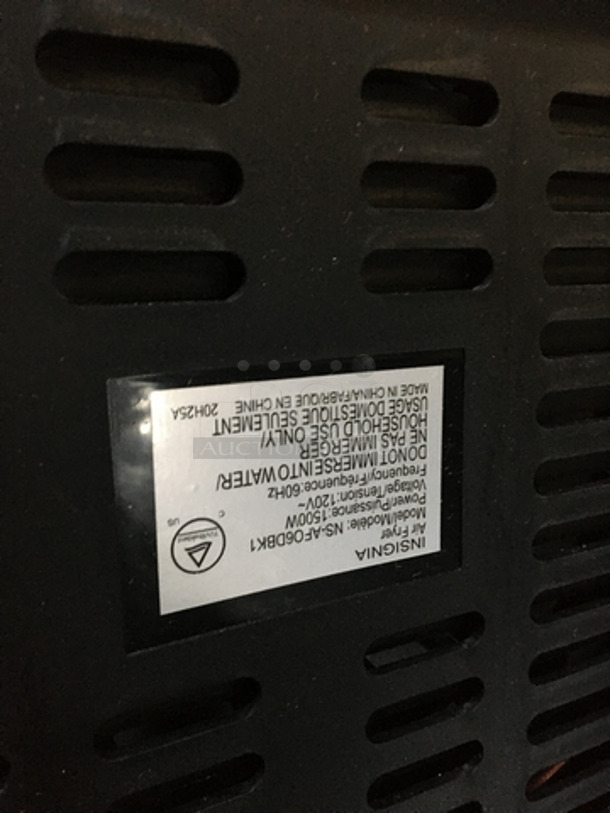 INSIGNIA
Air Fryer
Model/Modèle: NS-AF06DBK1
Power/Puissance:1500W
Voltage/Tension:120V~
Frequency/Fréquence:60Hz
DO NOT IMMERSE INTO WATER/
NE PAS IMMERGER
HOUSEHOLD USE ONLY/
USAGE DOMESTIQUE SEULEMENT
MADE IN CHINA/FABRIQUÉ EN CHINE 20H25A
C US